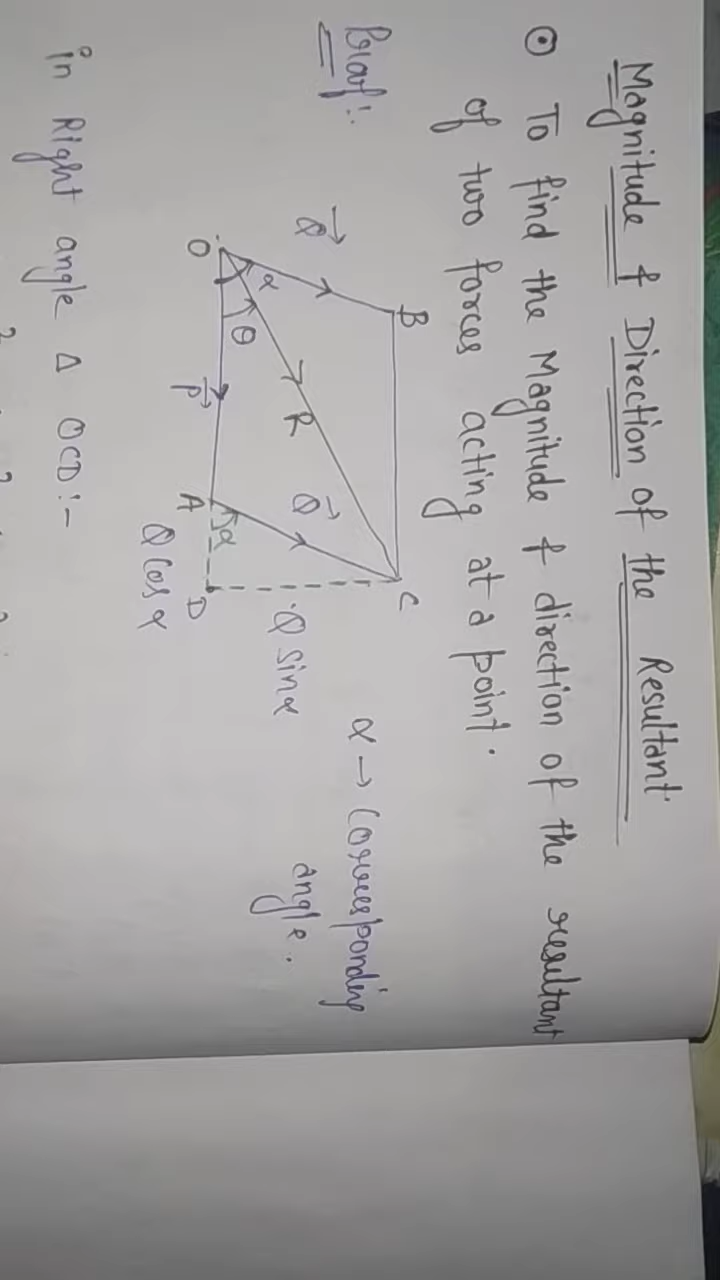 Magnitude & Direction of the Resultant
⊙ To find the Magnitude & direction of the resultant
of two forces acting at a point.
Proof:.
B
C
Q⃗
α
R
Q⃗
Q sinα
α → Corresponding
angle.
θ
O
P⃗
A
α
D
Q Cos α
in Right angle Δ OCD:-